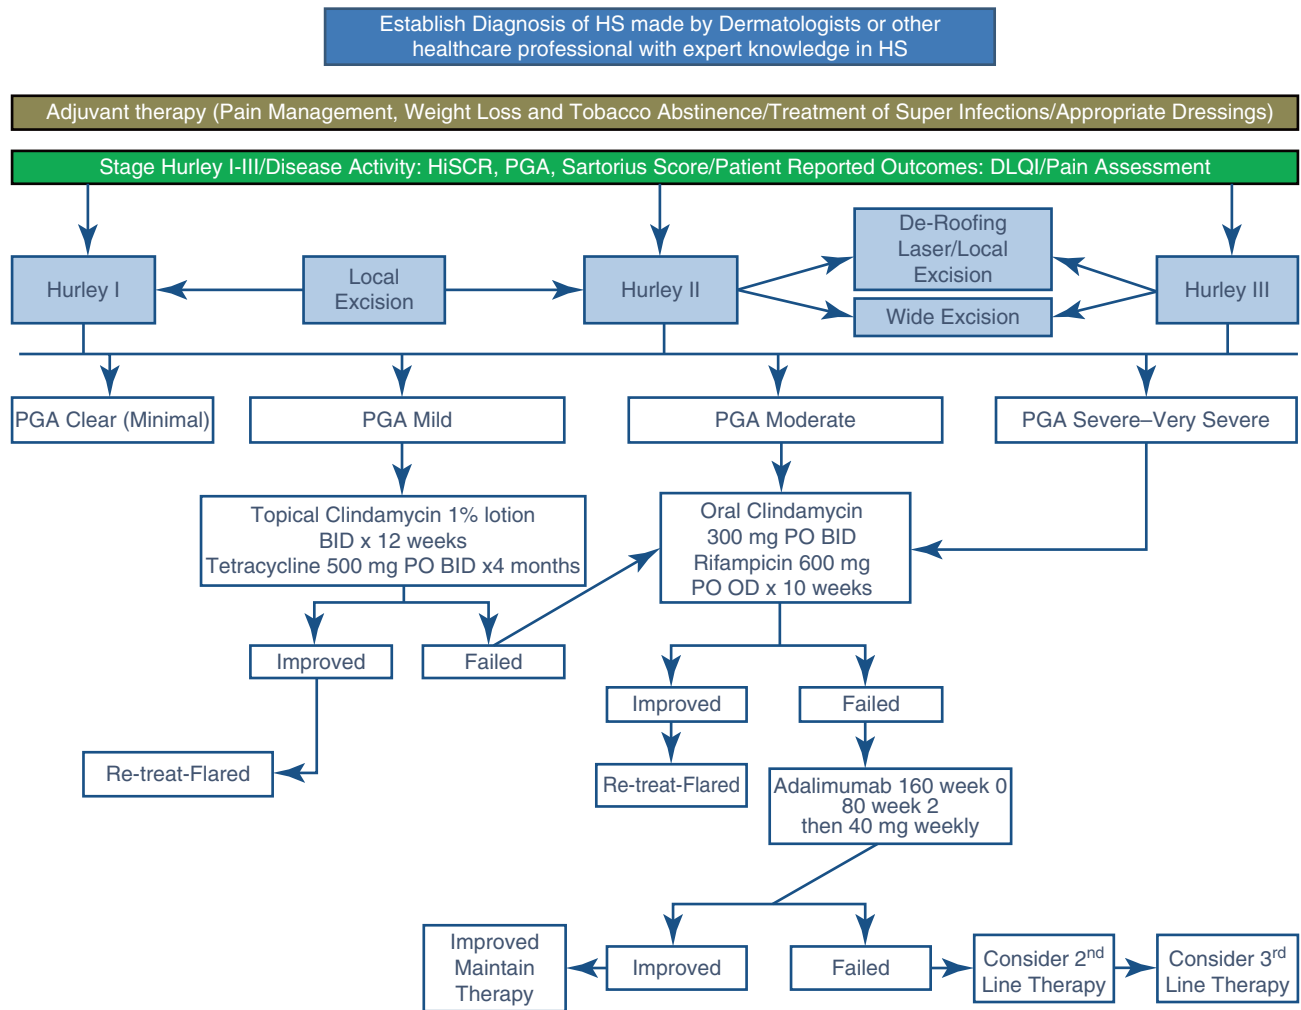 Establish Diagnosis of HS made by Dermatologists or other
healthcare professional with expert knowledge in HS
Adjuvant therapy (Pain Management, Weight Loss and Tobacco Abstinence/Treatment of Super Infections/Appropriate Dressings)
Stage Hurley I-III/Disease Activity: HiSCR, PGA, Sartorius Score/Patient Reported Outcomes: DLQI/Pain Assessment
Hurley I
Local
Excision
Hurley II
De-Roofing
Laser/Local
Excision
Wide Excision
Hurley III
PGA Clear (Minimal)
PGA Mild
PGA Moderate
PGA Severe–Very Severe
Topical Clindamycin 1% lotion
BID x 12 weeks
Tetracycline 500 mg PO BID x4 months
Oral Clindamycin
300 mg PO BID
Rifampicin 600 mg
PO OD x 10 weeks
Improved
Failed
Improved
Failed
Re-treat-Flared
Re-treat-Flared
Adalimumab 160 week 0
80 week 2
then 40 mg weekly
Improved
Maintain
Therapy
Improved
Failed
Consider 2nd
Line Therapy
Consider 3rd
Line Therapy